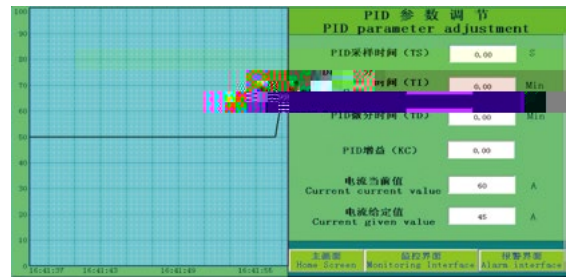 PID 参 数 调 节
PID parameter adjustment
100
90
80
70
60
50
40
30
20
10
0
16:41:37 16:41:43 16:41:49 16:41:55
PID采样时间 (TS) 0.00 S
时间 (TI) 0.00 Min
PID微分时间 (TD) 0.00 Min
PID增益 (KC) 0.00
电流当前值
Current current value 60 A
电流给定值
Current given value 45 A
主画面 监控界面 报警界面
Home Screen Monitoring Interface Alarm interface